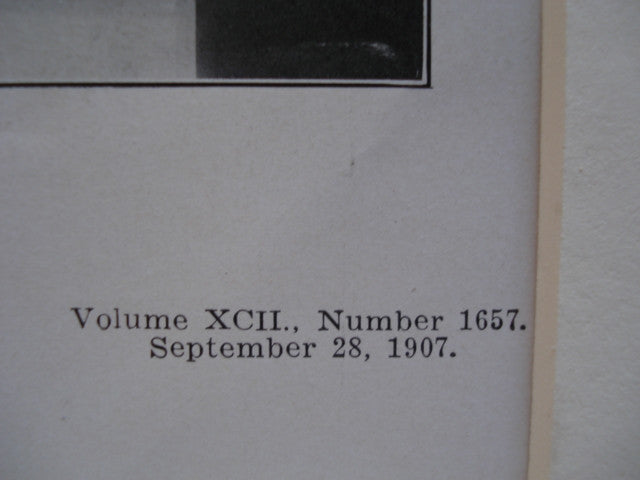 Volume XCII., Number 1657.
September 28, 1907.